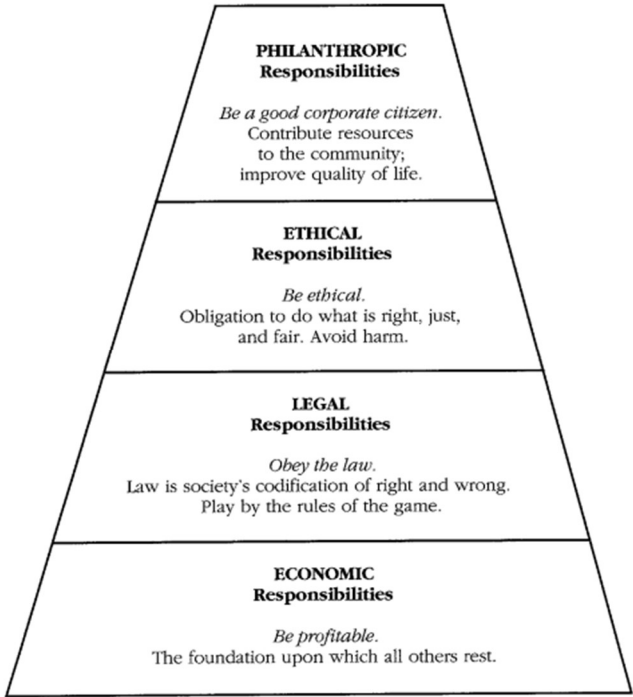 PHILANTHROPIC
Responsibilities
Be a good corporate citizen.
Contribute resources
to the community;
improve quality of life.
ETHICAL
Responsibilities
Be ethical.
Obligation to do what is right, just,
and fair. Avoid harm.
LEGAL
Responsibilities
Obey the law.
Law is society's codification of right and wrong.
Play by the rules of the game.
ECONOMIC
Responsibilities
Be profitable.
The foundation upon which all others rest.